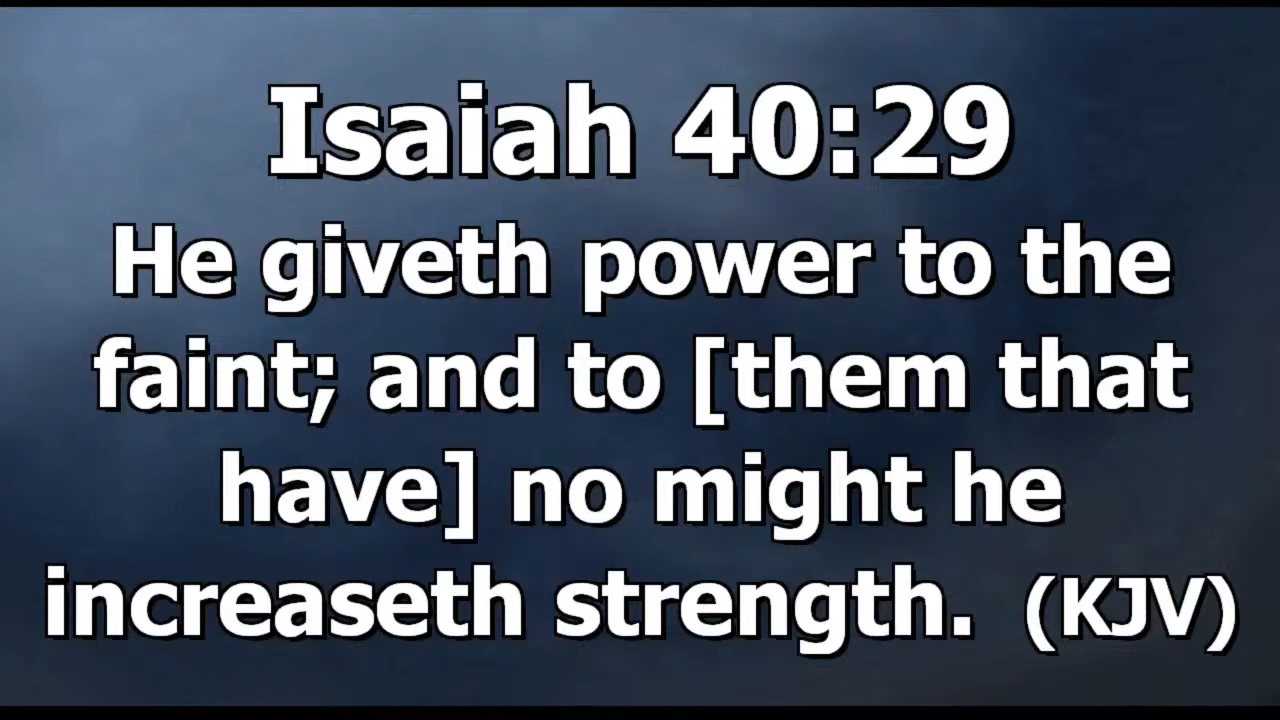 Isaiah 40:29
He giveth power to the
faint; and to [them that
have] no might he
increaseth strength. (KJV)